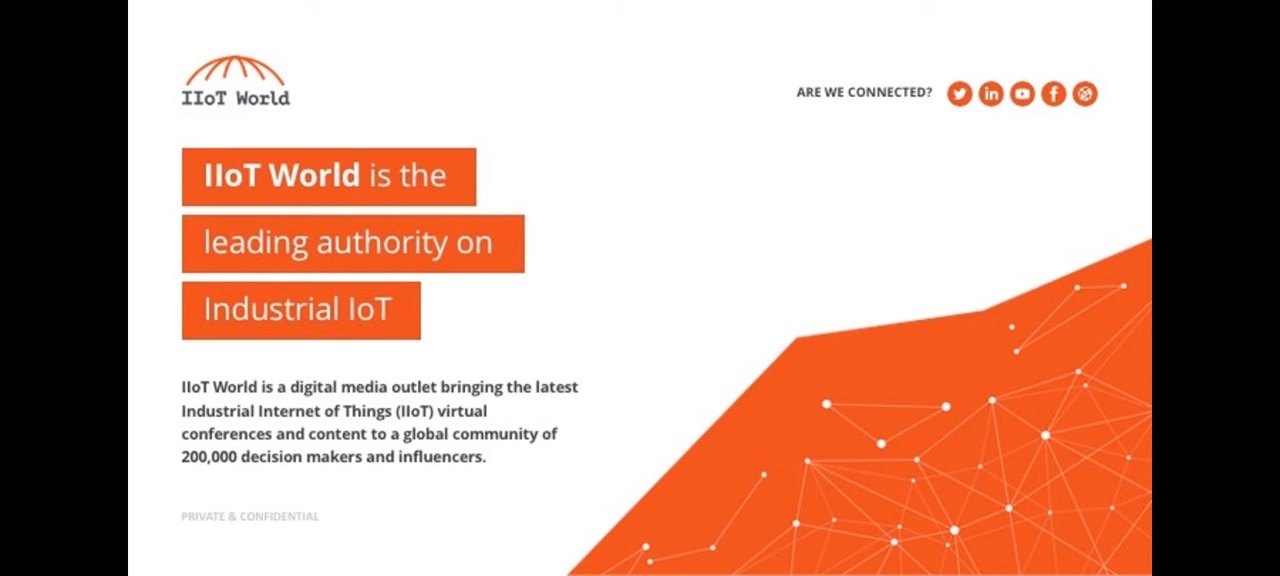 IIoT World
ARE WE CONNECTED?
IIoT World is the
leading authority on
Industrial IoT
IIoT World is a digital media outlet bringing the latest
Industrial Internet of Things (IIoT) virtual
conferences and content to a global community of
200,000 decision makers and influencers.
PRIVATE & CONFIDENTIAL